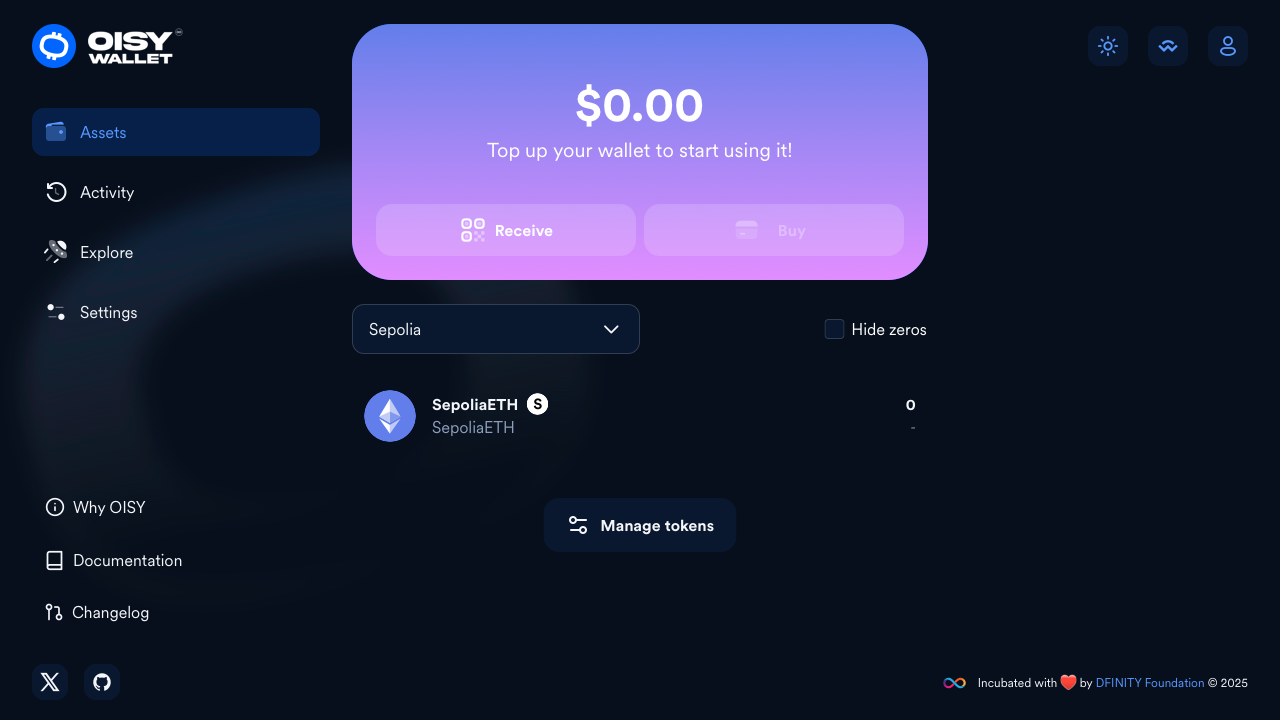 OISY
WALLET
Assets
Activity
Explore
Settings
Why OISY
Documentation
Changelog
$0.00
Top up your wallet to start using it!
Receive
Buy
Sepolia
Hide zeros
SepoliaETH S
0
SepoliaETH
-
Manage tokens
Incubated with ❤️ by DFINITY Foundation © 2025